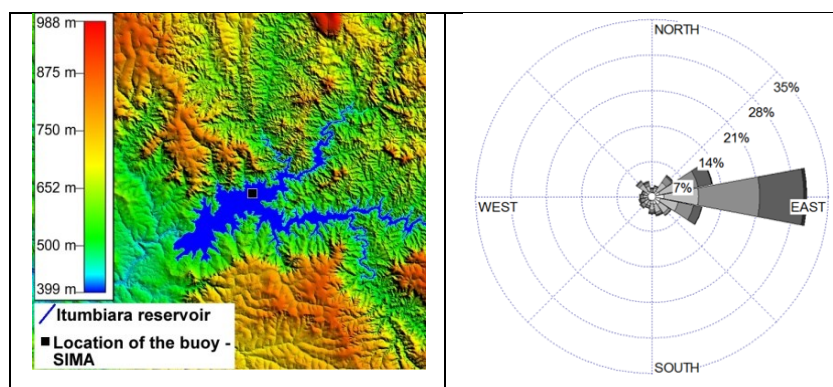 988 m
875 m
750 m
652 m
500 m
399 m
Itumbiara reservoir
Location of the buoy -
SIMA
NORTH
35%
28%
21%
14%
7%
WEST
EAST
SOUTH